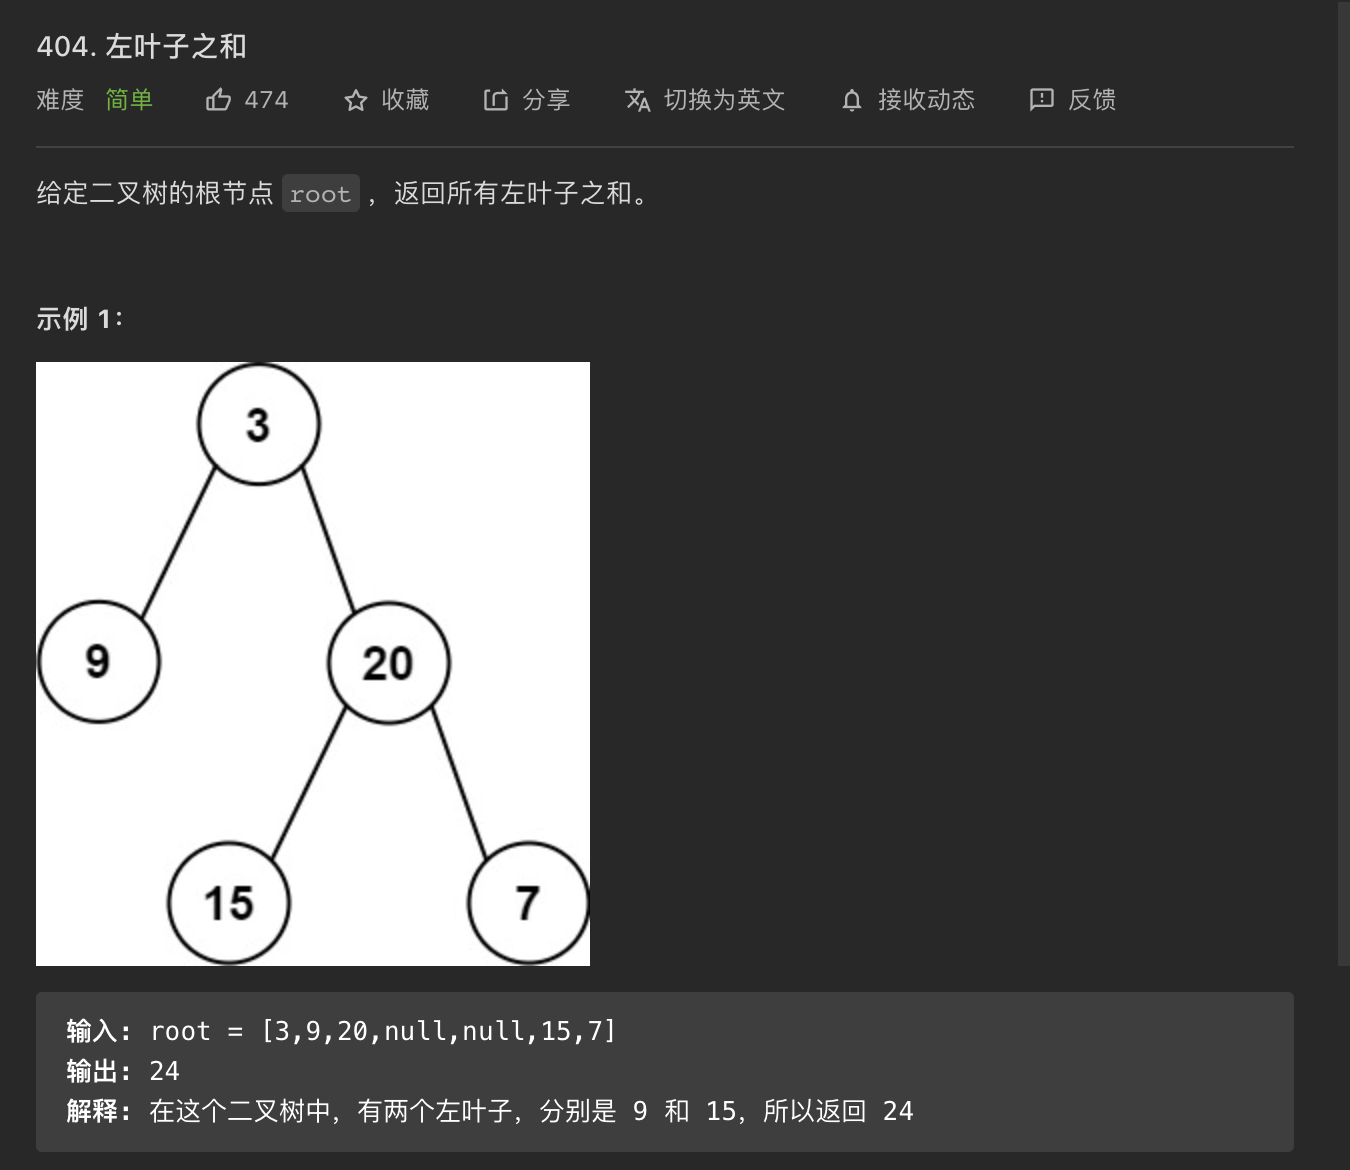 404. 左叶子之和
难度 简单 474 收藏 分享 切换为英文 接收动态 反馈
给定二叉树的根节点 root ，返回所有左叶子之和。
示例 1：
3
9
20
15
7
输入: root = [3,9,20,null,null,15,7]
输出: 24
解释: 在这个二叉树中，有两个左叶子，分别是 9 和 15，所以返回 24